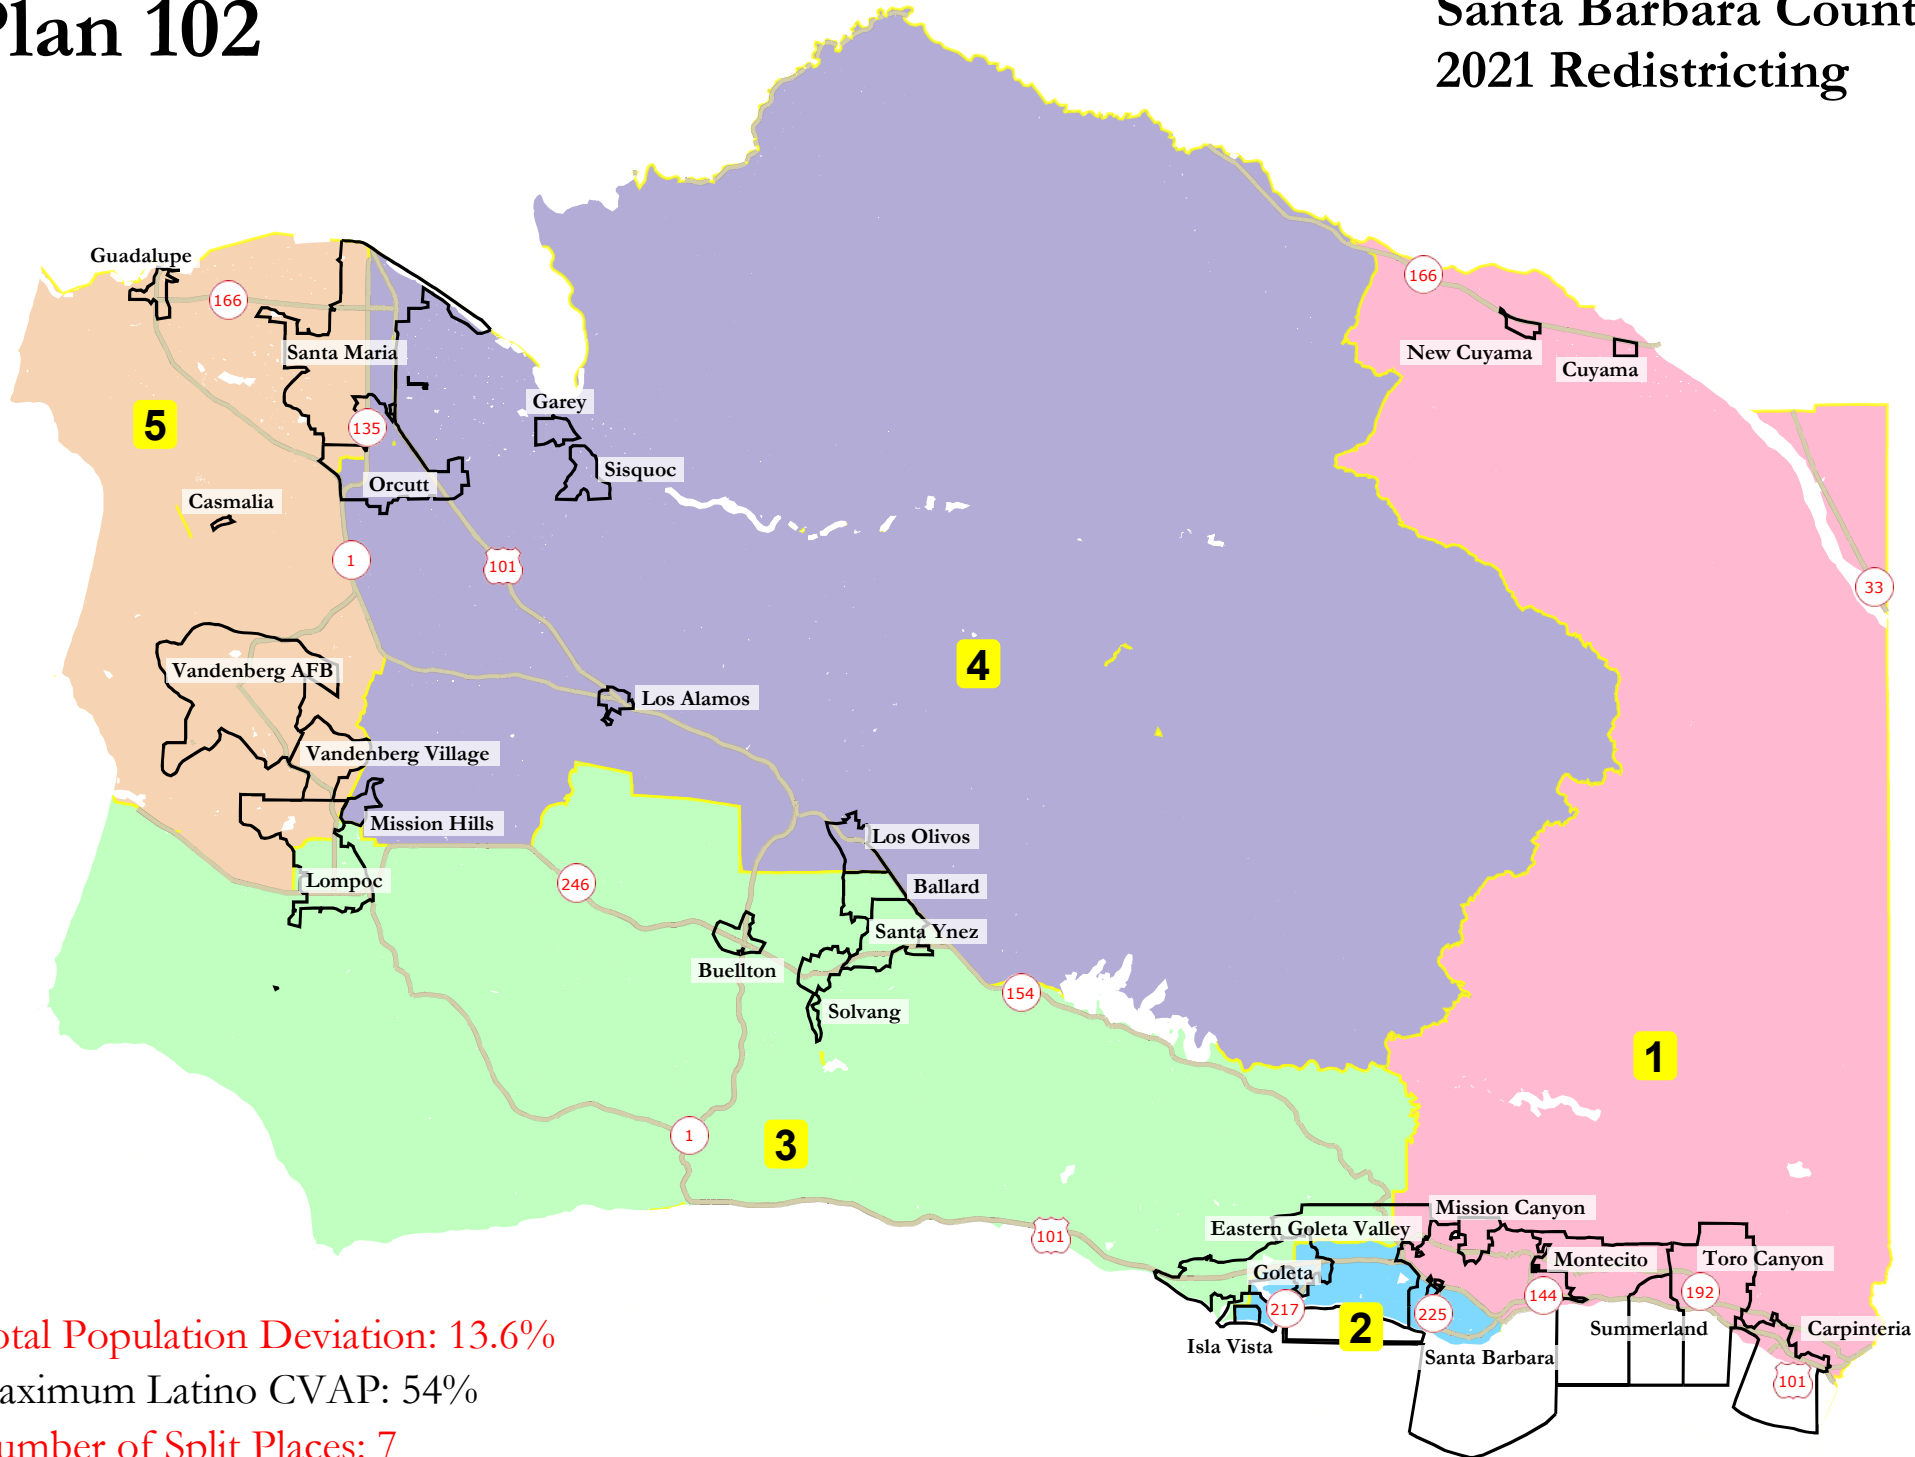 Plan 102
Santa Barbara Count
2021 Redistricting
Guadalupe
166
166
Santa Maria
New Cuyama
Cuyama
Garey
5
135
Sisquoc
Orcutt
Casmalia
1
101
33
4
Vandenberg AFB
Los Alamos
Vandenberg Village
Mission Hills
Los Olivos
Lompoc
246
Ballard
Santa Ynez
Buellton
154
Solvang
1
1
3
Mission Canyon
Eastern Goleta Valley
101
Montecito
Toro Canyon
Goleta
217
144
192
225
2
Summerland
Carpinteria
Isla Vista
Santa Barbara
101
otal Population Deviation: 13.6%
aximum Latino CVAP: 54%
umber of Split Places: 7